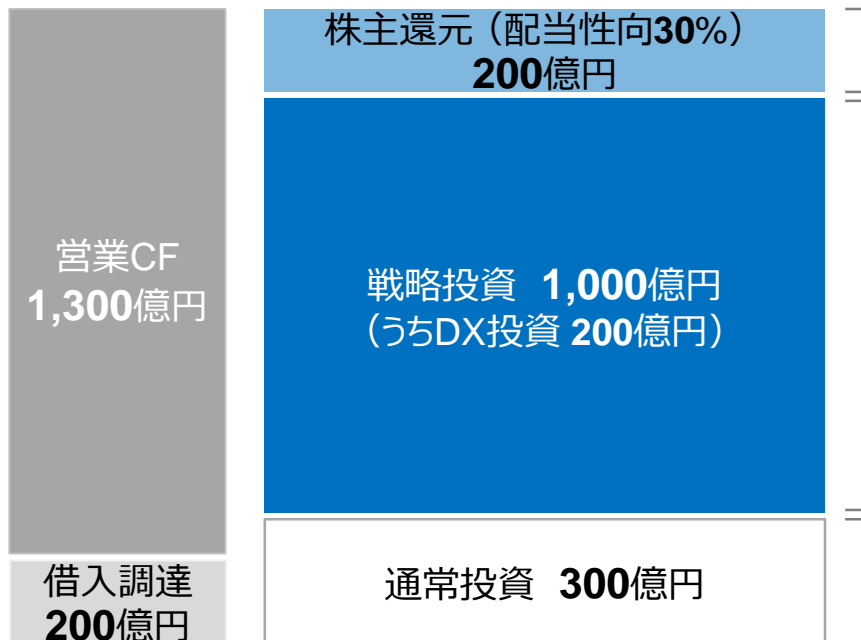 営業CF
1,300億円
借入調達
200億円
株主還元（配当性向30%）
200億円
戦略投資 1,000億円
（うちDX投資 200億円）
通常投資 300億円